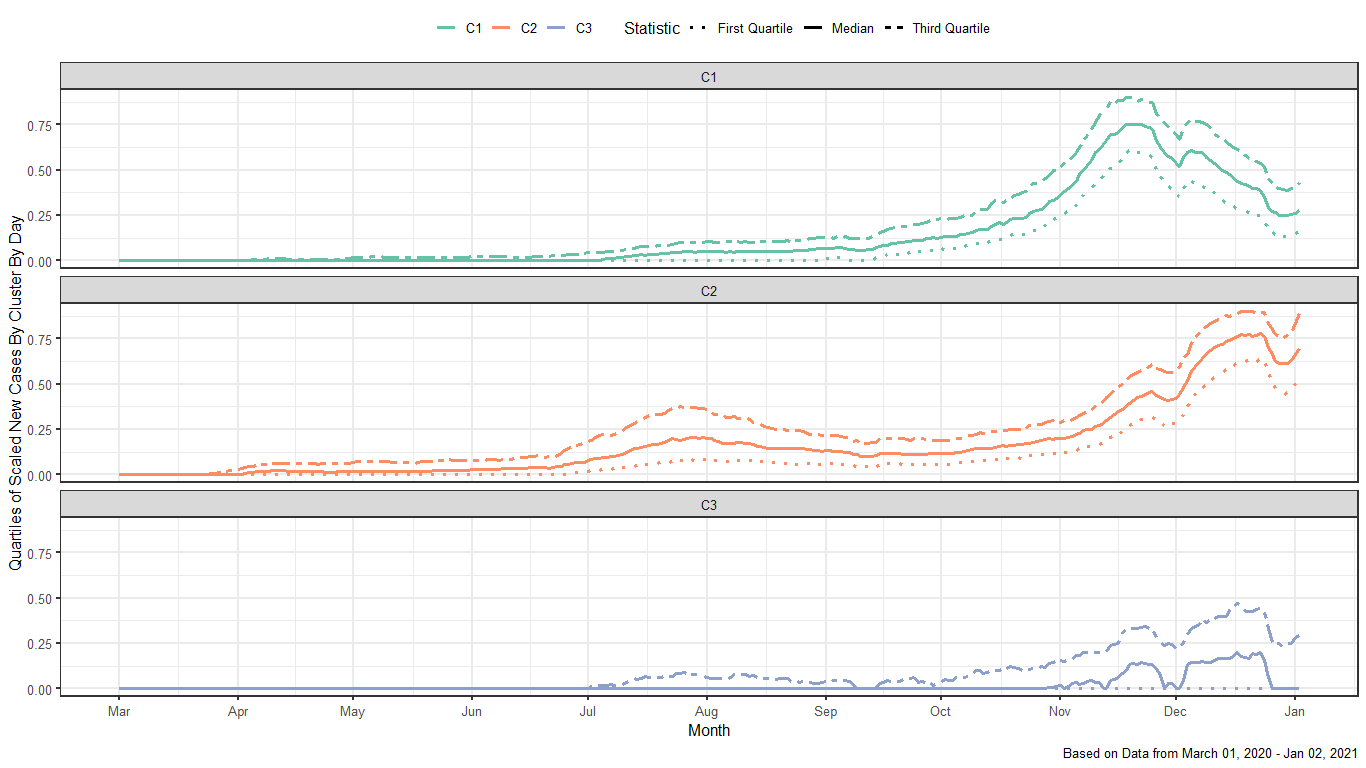 C1 C2 C3 Statistic First Quartile Median Third Quartile
Quartiles of Scaled New Cases By Cluster By Day
C1
0.75
0.50
0.25
0.00
C2
0.75
0.50
0.25
0.00
C3
0.75
0.50
0.25
0.00
Mar Apr May Jun Jul Aug Sep Oct Nov Dec Jan
Month
Based on Data from March 01, 2020 - Jan 02, 2021